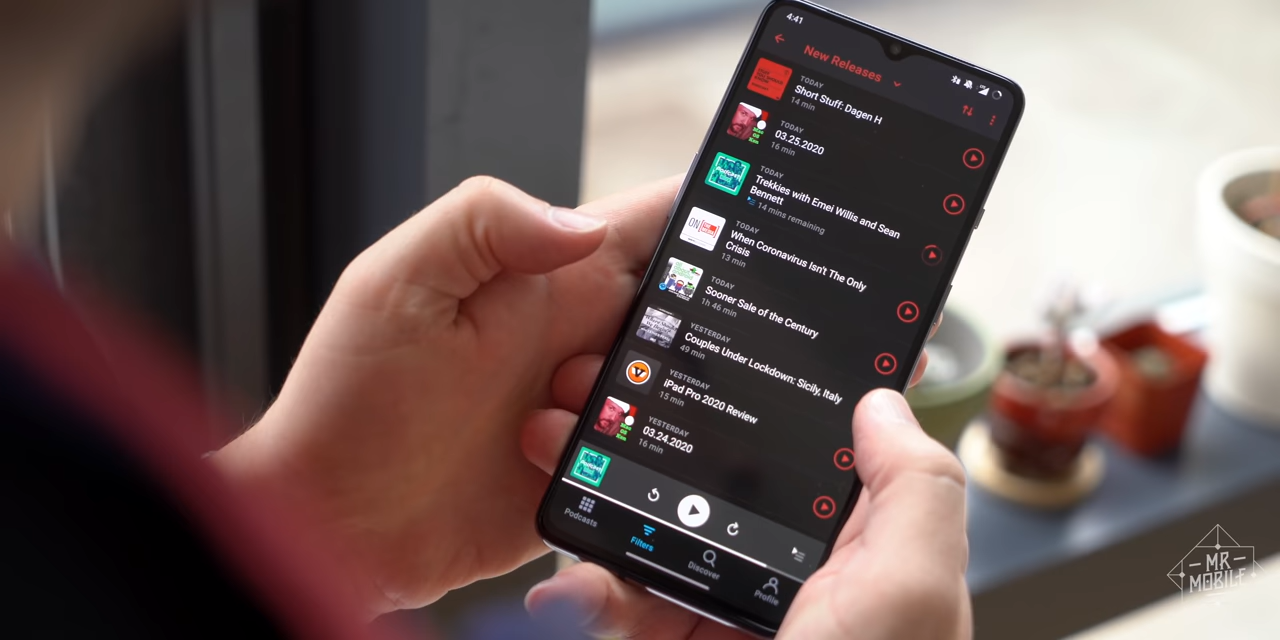 4:41
New Releases
TODAY
Short Stuff: Dagen H
14 min
TODAY
03.25.2020
16 min
TODAY
Trekkies with Emei Willis and Sean
Bennett
14 mins remaining
TODAY
When Coronavirus Isn't The Only
Crisis
13 min
TODAY
Sooner Sale of the Century
1h 46 min
YESTERDAY
Couples Under Lockdown: Sicily, Italy
49 min
YESTERDAY
iPad Pro 2020 Review
15 min
YESTERDAY
03.24.2020
16 min
Podcasts
Filters
Discover
Profile
MR
MOBILE